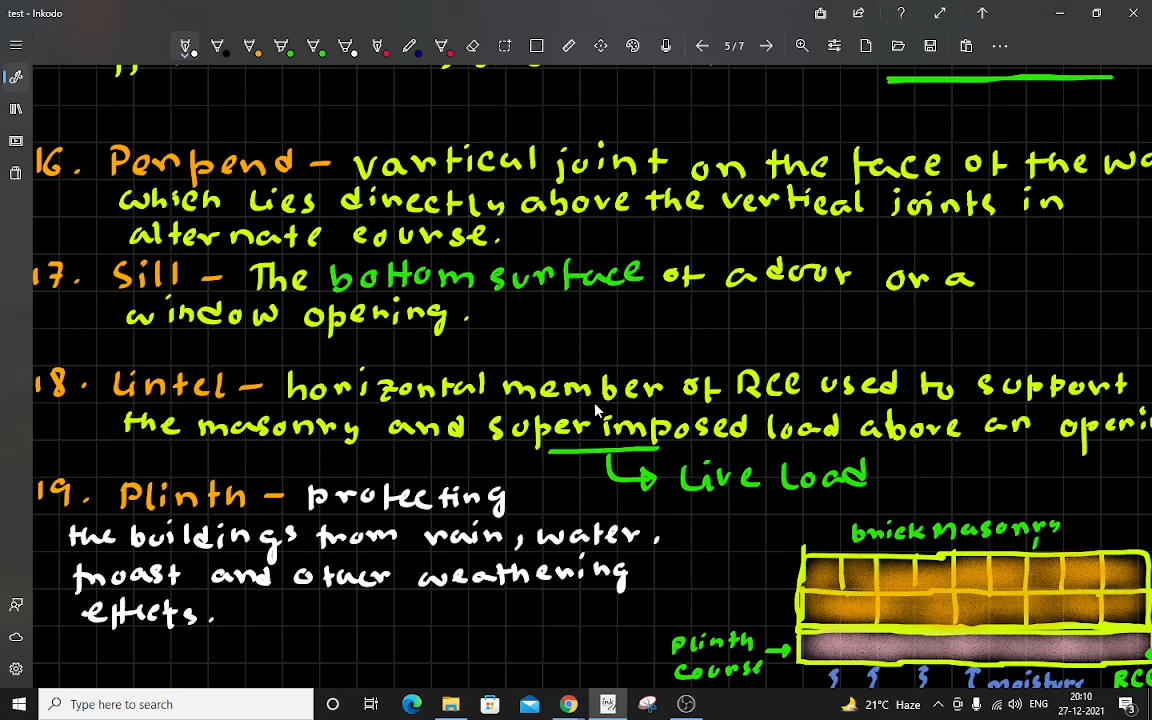 test - Inkodo
5/7
16. Perpend - vartical joint on the face of the wa
which lies directly above the vertical joints in
alternate course.
17. Sill - The bottom surface of a door or a
window opening.
18. Lintel - horizontal member of RCC used to support
the masonry and superimposed load above an openi
Live Load
19. Plinth - protecting
the buildings from rain, water.
froast and other weathering
effects.
brick masonry
Plinth
course
moisture
RCC
Type here to search
21°C Haze
ENG
20:10
27-12-2021
3